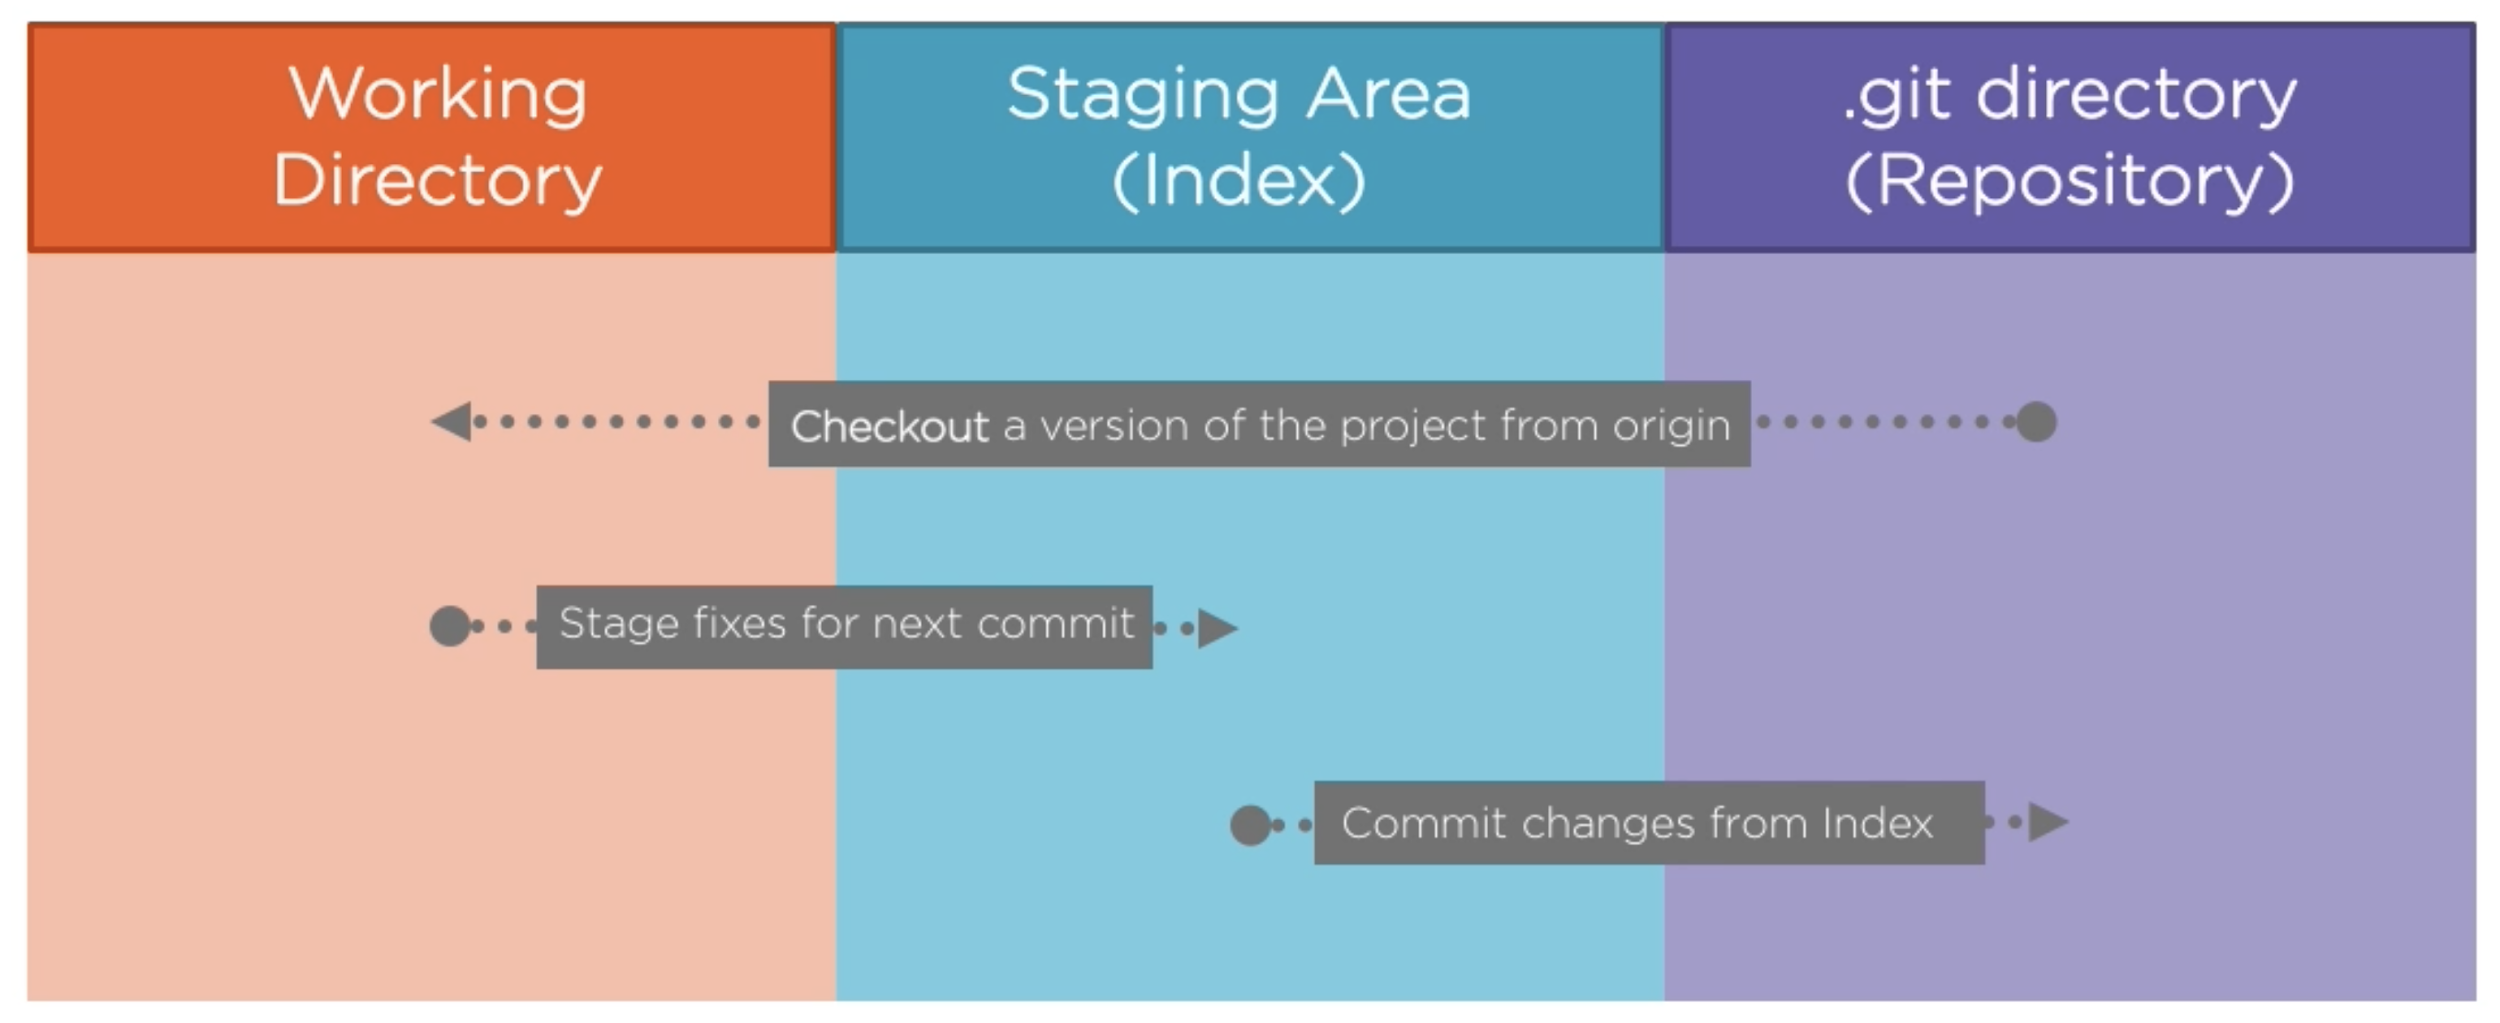 Working
Directory
Staging Area
(Index)
.git directory
(Repository)
Checkout a version of the project from origin
Stage fixes for next commit
Commit changes from Index